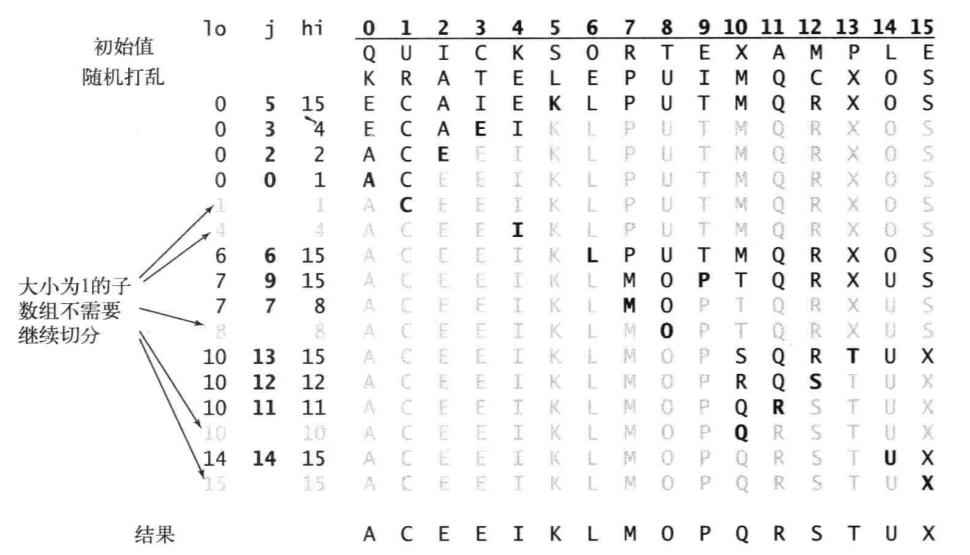 lo j hi 0 1 2 3 4 5 6 7 8 9 10 11 12 13 14 15
初始值 Q U I C K S O R T E X A M P L E
随机打乱 K R A T E L E P U I M Q C X O S
0 5 15 E C A I E K L P U T M Q R X O S
0 3 4 E C A E I K L P U T M Q R X O S
0 2 2 A C E E I K L P U T M Q R X O S
0 0 1 A C E E I K L P U T M Q R X O S
1 1 A C E E I K L P U T M Q R X O S
4 4 A C E E I K L P U T M Q R X O S
6 6 15 A C E E I K L P U T M Q R X O S
大小为1的子
数组不需要
继续切分
7 9 15 A C E E I K L M O P T Q R X U S
7 7 8 A C E E I K L M O P T Q R X U S
8 8 A C E E I K L M O P T Q R X U S
10 13 15 A C E E I K L M O P S Q R T U X
10 12 12 A C E E I K L M O P R Q S T U X
10 11 11 A C E E I K L M O P Q R S T U X
10 10 A C E E I K L M O P Q R S T U X
14 14 15 A C E E I K L M O P Q R S T U X
15 15 A C E E I K L M O P Q R S T U X
结果 A C E E I K L M O P Q R S T U X